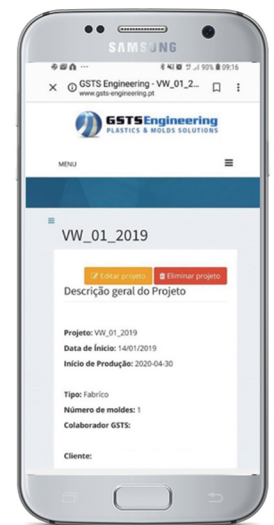 SAMSUNG
90% 09:16
GSTS Engineering - VW_01_2...
www.gsts-engineering.pt
GSTSEngineering
PLASTICS & MOLDS SOLUTIONS
MENU
VW_01_2019
Editar projeto Eliminar projeto
Descrição geral do Projeto
Projeto: VW_01_2019
Data de Início: 14/01/2019
Início de Produção: 2020-04-30
Tipo: Fabrico
Número de moldes: 1
Colaborador GSTS:
Cliente: